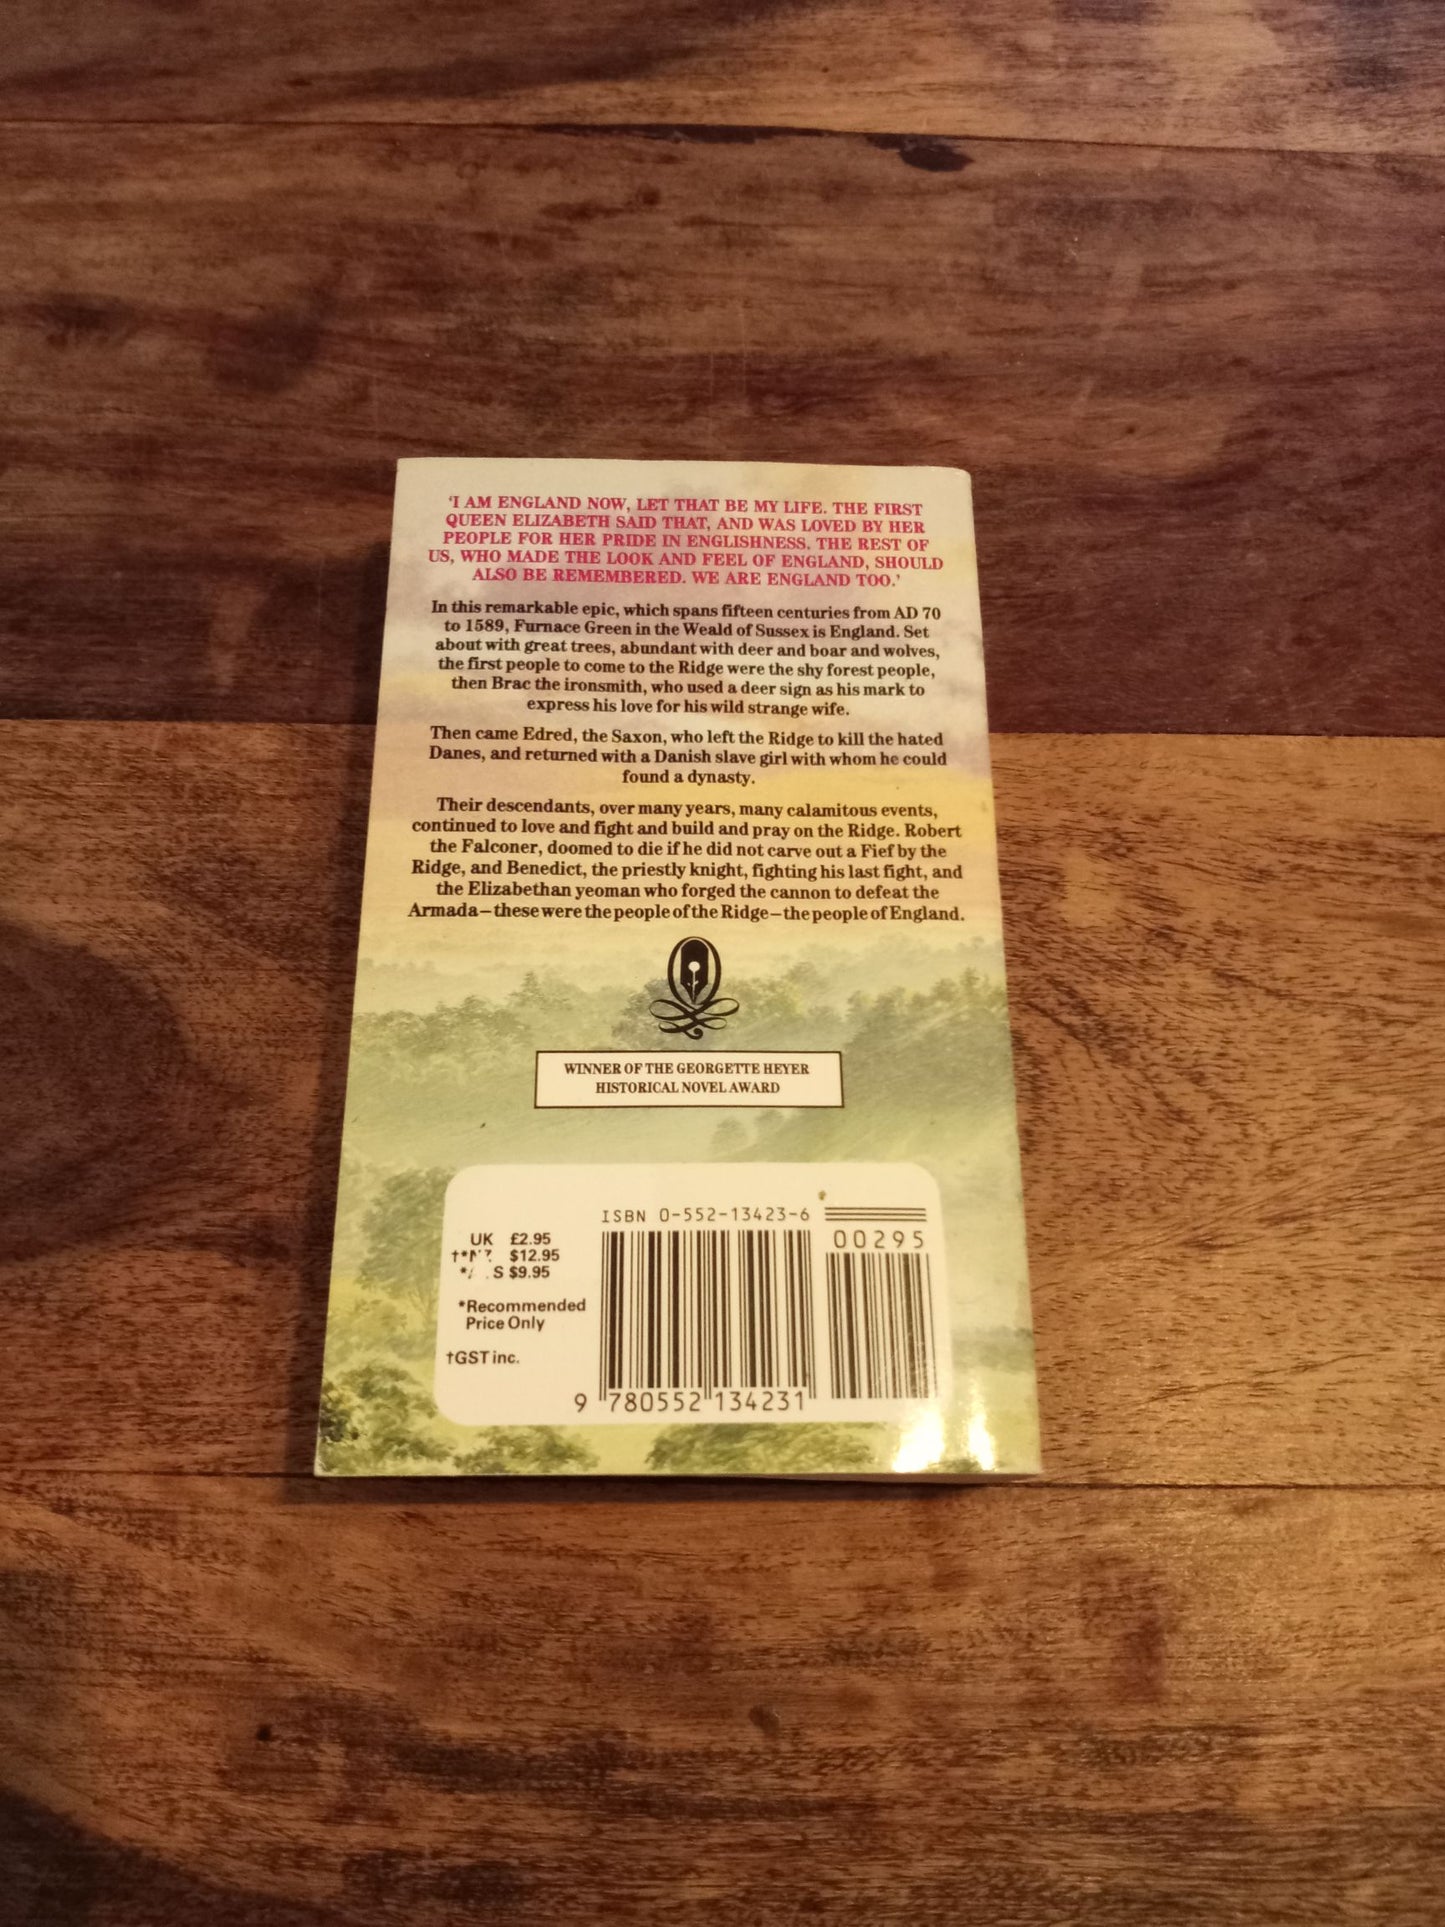 'I AM ENGLAND NOW, LET THAT BE MY LIFE. THE FIRST
QUEEN ELIZABETH SAID THAT, AND WAS LOVED BY HER
PEOPLE FOR HER PRIDE IN ENGLISHNESS. THE REST OF
US, WHO MADE THE LOOK AND FEEL OF ENGLAND, SHOULD
ALSO BE REMEMBERED. WE ARE ENGLAND TOO.'
In this remarkable epic, which spans fifteen centuries from AD 70
to 1589, Furnace Green in the Weald of Sussex is England. Set
about with great trees, abundant with deer and boar and wolves,
the first people to come to the Ridge were the shy forest people,
then Brac the ironsmith, who used a deer sign as his mark to
express his love for his wild strange wife.
Then came Edred, the Saxon, who left the Ridge to kill the hated
Danes, and returned with a Danish slave girl with whom he could
found a dynasty.
Their descendants, over many years, many calamitous events,
continued to love and fight and build and pray on the Ridge. Robert
the Falconer, doomed to die if he did not carve out a Fief by the
Ridge, and Benedict, the priestly knight, fighting his last fight, and
the Elizabethan yeoman who forged the cannon to defeat the
Armada—these were the people of the Ridge—the people of England.
WINNER OF THE GEORGETTE HEYER
HISTORICAL NOVEL AWARD
ISBN 0-552-13423-6
UK £2.95
$12.95
$9.95
*Recommended
Price Only
†GST inc.
00295
9 780552 134231